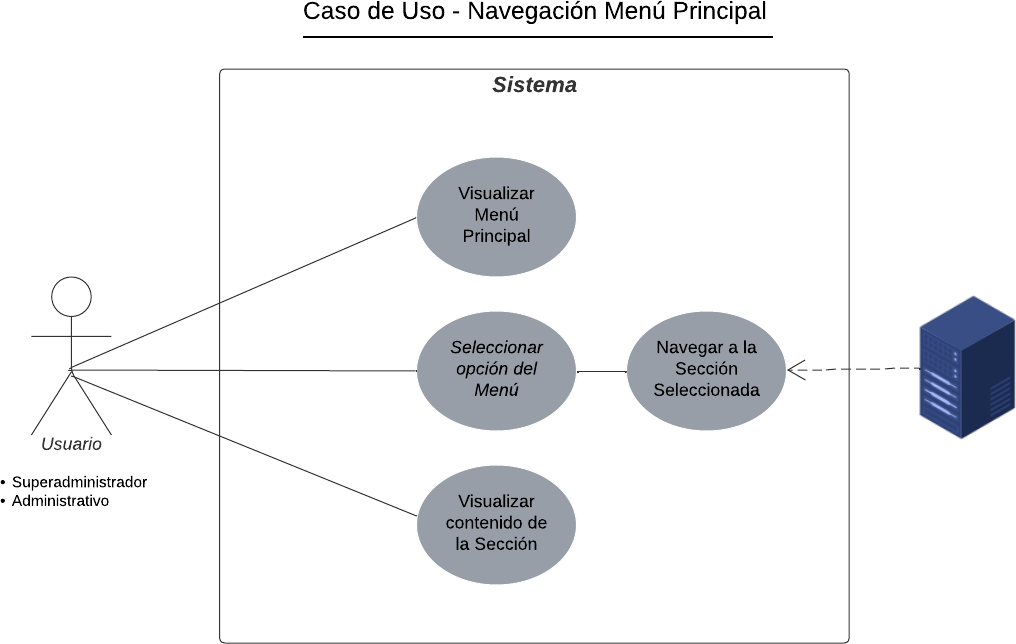 Caso de Uso - Navegación Menú Principal
Sistema
Visualizar
Menú
Principal
Seleccionar
opción del
Menú
Navegar a la
Sección
Seleccionada
Usuario
• Superadministrador
• Administrativo
Visualizar
contenido de
la Sección